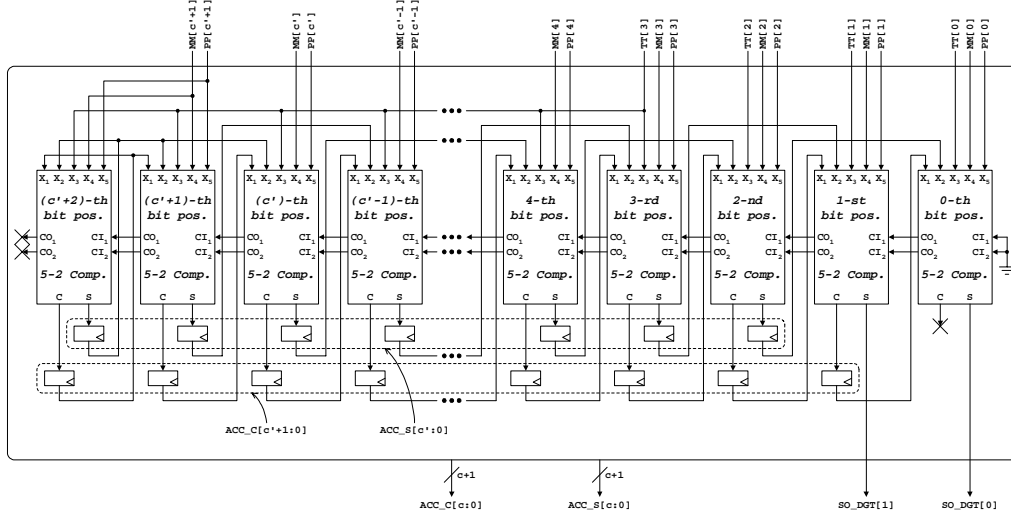 MM[c'+1] PP[c'+1] MM[c'] PP[c'] MM[c'-1] PP[c'-1] MM[4] PP[4] TT[3] MM[3] PP[3] TT[2] MM[2] PP[2] TT[1] MM[1] PP[1] TT[0] MM[0] PP[0]
X1 X2 X3 X4 X5 X1 X2 X3 X4 X5 X1 X2 X3 X4 X5 X1 X2 X3 X4 X5 X1 X2 X3 X4 X5 X1 X2 X3 X4 X5 X1 X2 X3 X4 X5 X1 X2 X3 X4 X5 X1 X2 X3 X4 X5
(c'+2)-th (c'+1)-th (c')-th (c'-1)-th 4-th 3-rd 2-nd 1-st 0-th
bit pos. bit pos. bit pos. bit pos. bit pos. bit pos. bit pos. bit pos. bit pos.
CO1 CI1 CO1 CI1 CO1 CI1 CO1 CI1 CO1 CI1 CO1 CI1 CO1 CI1 CO1 CI1 CO1 CI1
CO2 CI2 CO2 CI2 CO2 CI2 CO2 CI2 CO2 CI2 CO2 CI2 CO2 CI2 CO2 CI2 CO2 CI2
5-2 Comp. 5-2 Comp. 5-2 Comp. 5-2 Comp. 5-2 Comp. 5-2 Comp. 5-2 Comp. 5-2 Comp. 5-2 Comp.
C S C S C S C S C S C S C S C S C S
ACC_C[c'+1:0] ACC_S[c':0]
c+1 c+1
ACC_C[c:0] ACC_S[c:0] SO_DGT[1] SO_DGT[0]